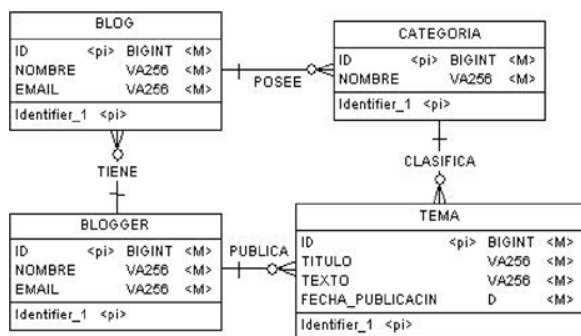 BLOG
ID <pi> BIGINT <M>
NOMBRE VA256 <M>
EMAIL VA256 <M>
Identifier_1 <pi>
POSEE
CATEGORIA
ID <pi> BIGINT <M>
NOMBRE VA256 <M>
Identifier_1 <pi>
TIENE
CLASIFICA
BLOGGER
ID <pi> BIGINT <M>
NOMBRE VA256 <M>
EMAIL VA256 <M>
Identifier_1 <pi>
PUBLICA
TEMA
ID <pi> BIGINT <M>
TITULO VA256 <M>
TEXTO VA256 <M>
FECHA_PUBLICACIN D <M>
Identifier_1 <pi>